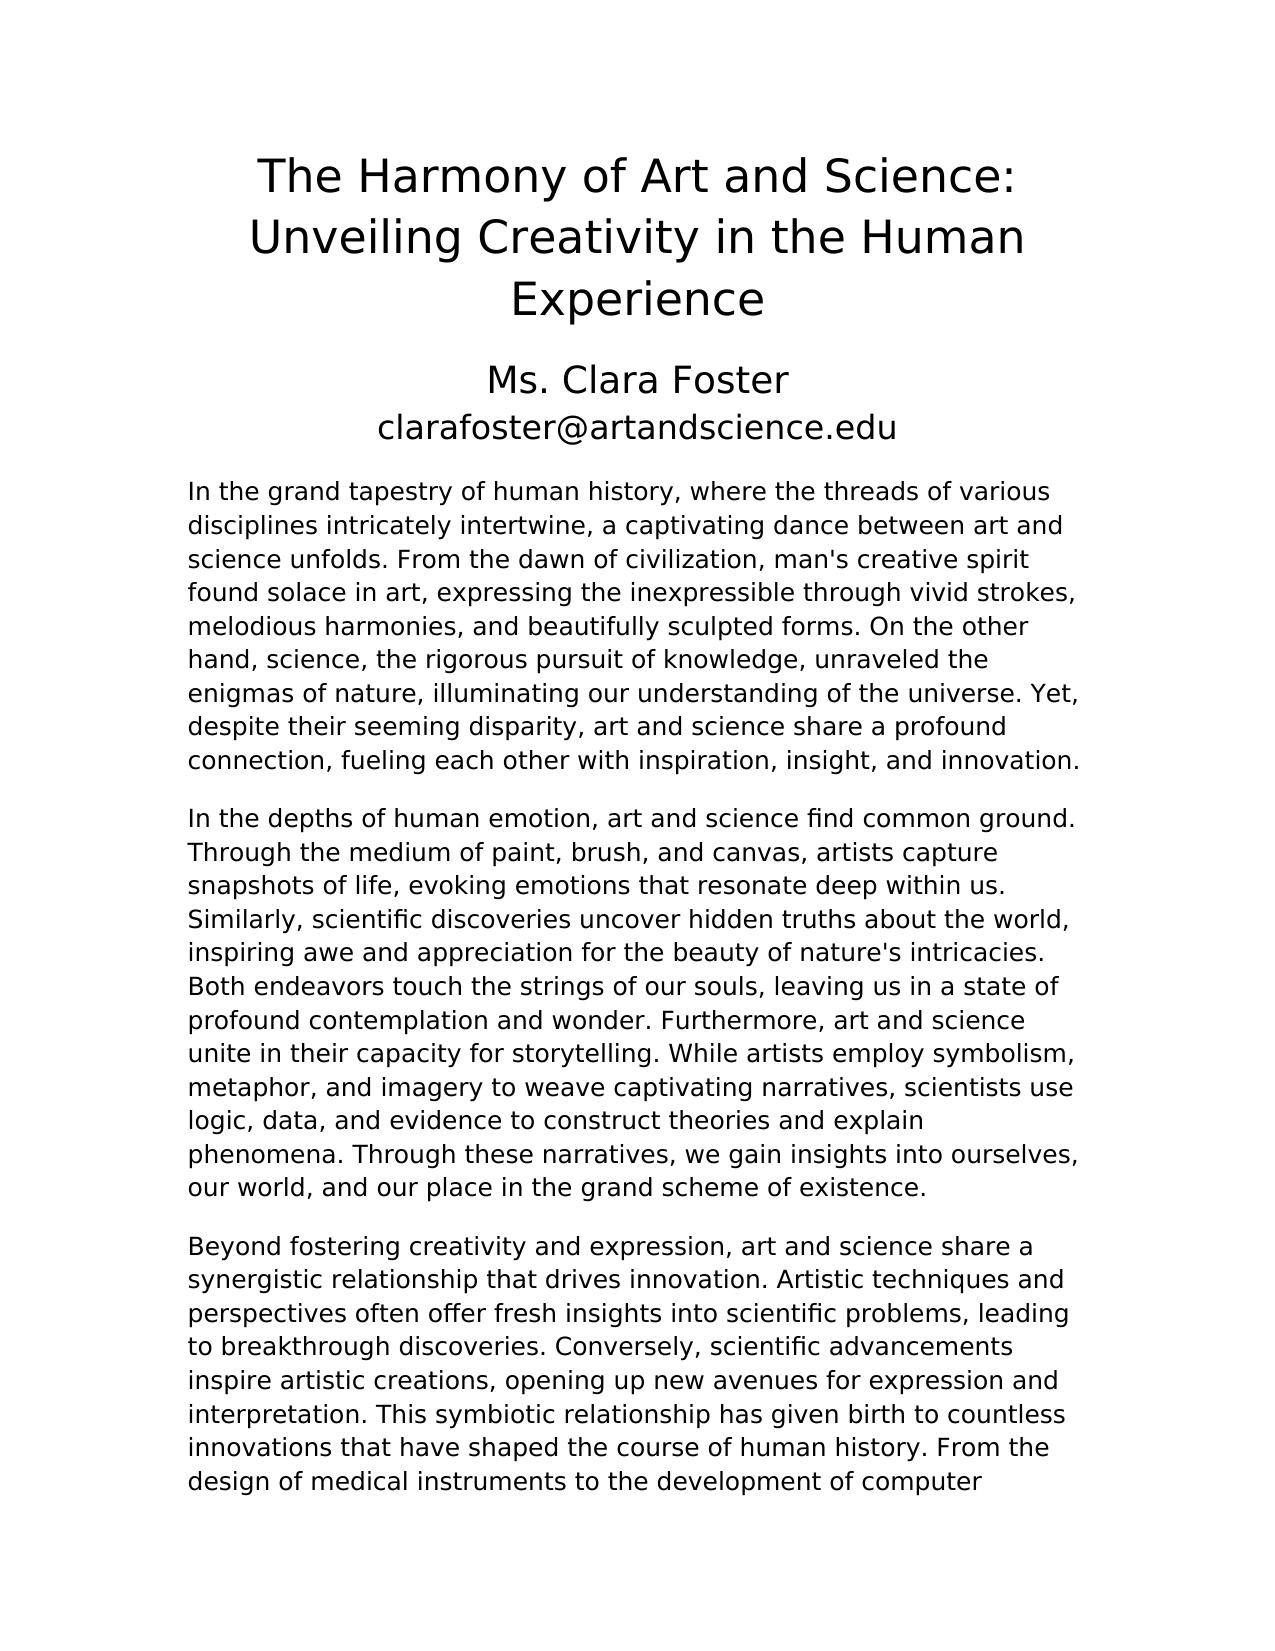 The Harmony of Art and Science:
Unveiling Creativity in the Human
Experience
Ms. Clara Foster
clarafoster@artandscience.edu
In the grand tapestry of human history, where the threads of various
disciplines intricately intertwine, a captivating dance between art and
science unfolds. From the dawn of civilization, man's creative spirit
found solace in art, expressing the inexpressible through vivid strokes,
melodious harmonies, and beautifully sculpted forms. On the other
hand, science, the rigorous pursuit of knowledge, unraveled the
enigmas of nature, illuminating our understanding of the universe. Yet,
despite their seeming disparity, art and science share a profound
connection, fueling each other with inspiration, insight, and innovation.
In the depths of human emotion, art and science find common ground.
Through the medium of paint, brush, and canvas, artists capture
snapshots of life, evoking emotions that resonate deep within us.
Similarly, scientific discoveries uncover hidden truths about the world,
inspiring awe and appreciation for the beauty of nature's intricacies.
Both endeavors touch the strings of our souls, leaving us in a state of
profound contemplation and wonder. Furthermore, art and science
unite in their capacity for storytelling. While artists employ symbolism,
metaphor, and imagery to weave captivating narratives, scientists use
logic, data, and evidence to construct theories and explain
phenomena. Through these narratives, we gain insights into ourselves,
our world, and our place in the grand scheme of existence.
Beyond fostering creativity and expression, art and science share a
synergistic relationship that drives innovation. Artistic techniques and
perspectives often offer fresh insights into scientific problems, leading
to breakthrough discoveries. Conversely, scientific advancements
inspire artistic creations, opening up new avenues for expression and
interpretation. This symbiotic relationship has given birth to countless
innovations that have shaped the course of human history. From the
design of medical instruments to the development of computer